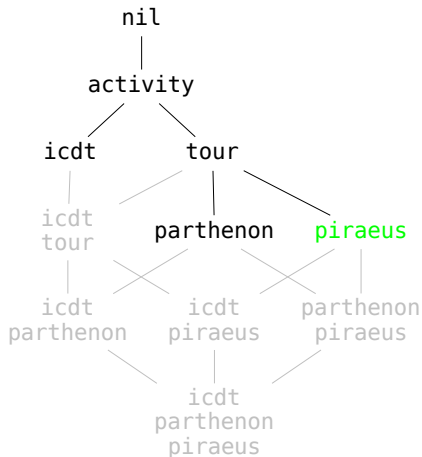 nil
activity
icdt tour
icdt
tour
parthenon piraeus
icdt
parthenon
icdt
piraeus
parthenon
piraeus
icdt
parthenon
piraeus